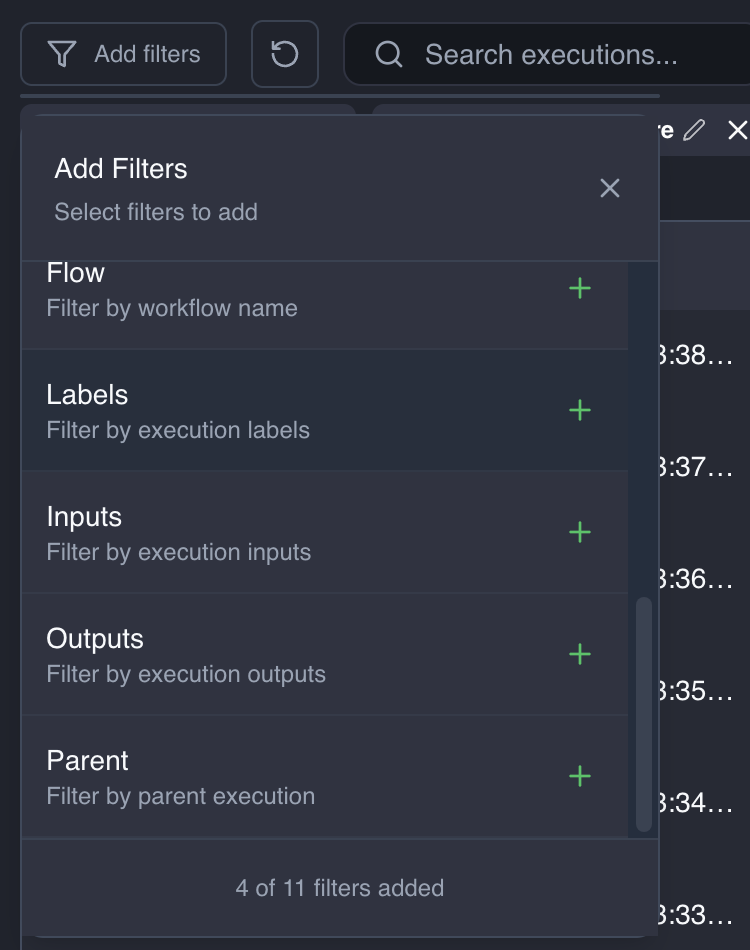 Add filters
Search executions...
re
Add Filters
Select filters to add
Flow
Filter by workflow name
Labels
Filter by execution labels
Inputs
Filter by execution inputs
Outputs
Filter by execution outputs
Parent
Filter by parent execution
4 of 11 filters added
3:38...
3:37...
3:36...
3:35...
3:34...
3:33...